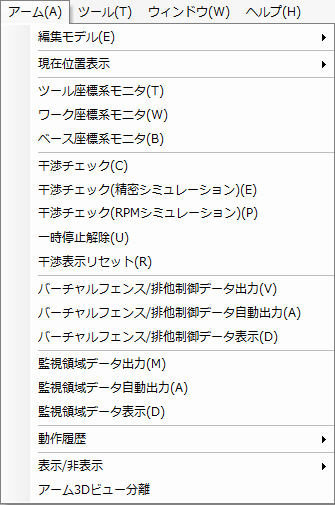 アーム(A) ツール(T) ウィンドウ(W) ヘルプ(H)
編集モデル(E)
現在位置表示
ツール座標系モニタ(T)
ワーク座標系モニタ(W)
ベース座標系モニタ(B)
干渉チェック(C)
干渉チェック(精密シミュレーション)(E)
干渉チェック(RPMシミュレーション)(P)
一時停止解除(U)
干渉表示リセット(R)
バーチャルフェンス/排他制御データ出力(V)
バーチャルフェンス/排他制御データ自動出力(A)
バーチャルフェンス/排他制御データ表示(D)
監視領域データ出力(M)
監視領域データ自動出力(A)
監視領域データ表示(D)
動作履歴
表示/非表示
アーム3Dビュー分離